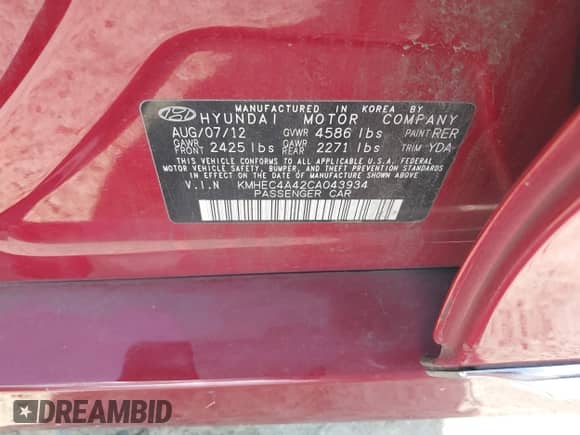 MANUFACTURED IN KOREA BY
HYUNDAI MOTOR COMPANY
AUG/07/12 GVWR 4586 lbs PAINT RER
GAWR FRONT 2425 lbs GAWR REAR 2271 lbs TRIM YDA
THIS VEHICLE CONFORMS TO ALL APPLICABLE U.S.A. FEDERAL
MOTOR VEHICLE SAFETY, BUMPER, AND THEFT PREVENTION STANDARDS
IN EFFECT ON THE DATE OF MANUFACTURE SHOWN ABOVE.
V.I.N KMHEC4A42CA043934
PASSENGER CAR
DREAMBID